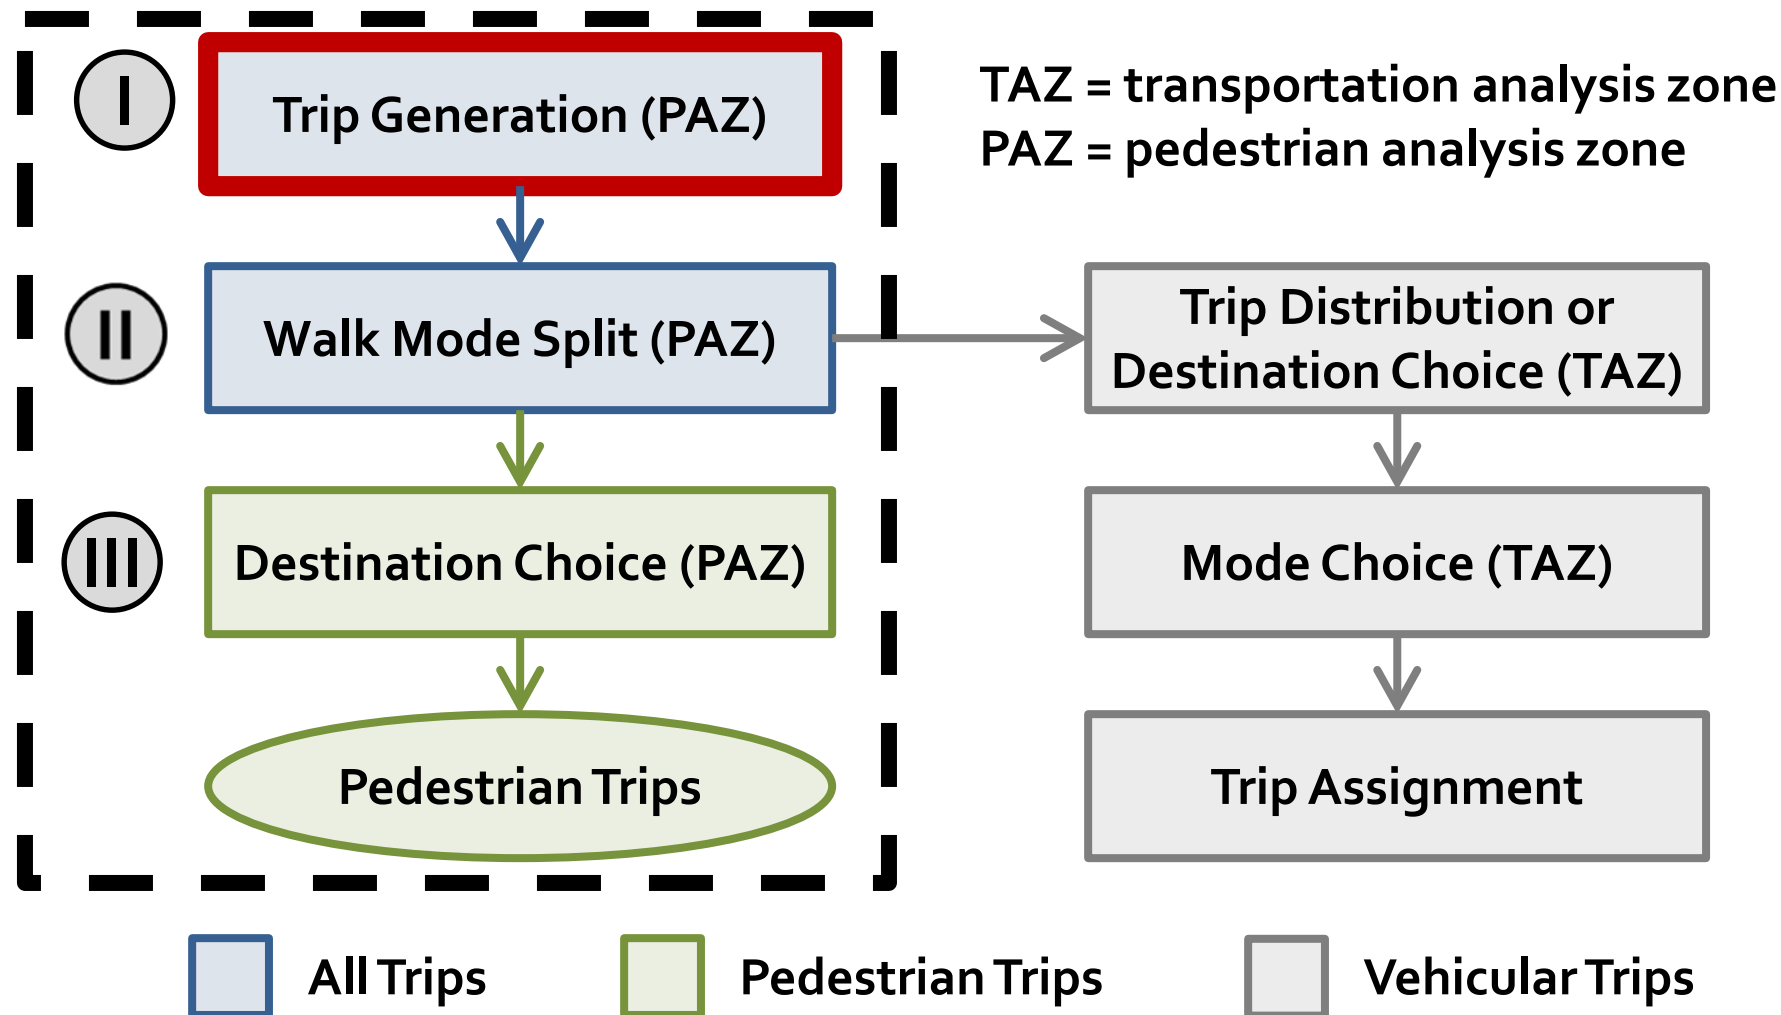 I
Trip Generation (PAZ)
TAZ = transportation analysis zone
PAZ = pedestrian analysis zone
II
Walk Mode Split (PAZ)
Trip Distribution or
Destination Choice (TAZ)
III
Destination Choice (PAZ)
Mode Choice (TAZ)
Pedestrian Trips
Trip Assignment
All Trips
Pedestrian Trips
Vehicular Trips